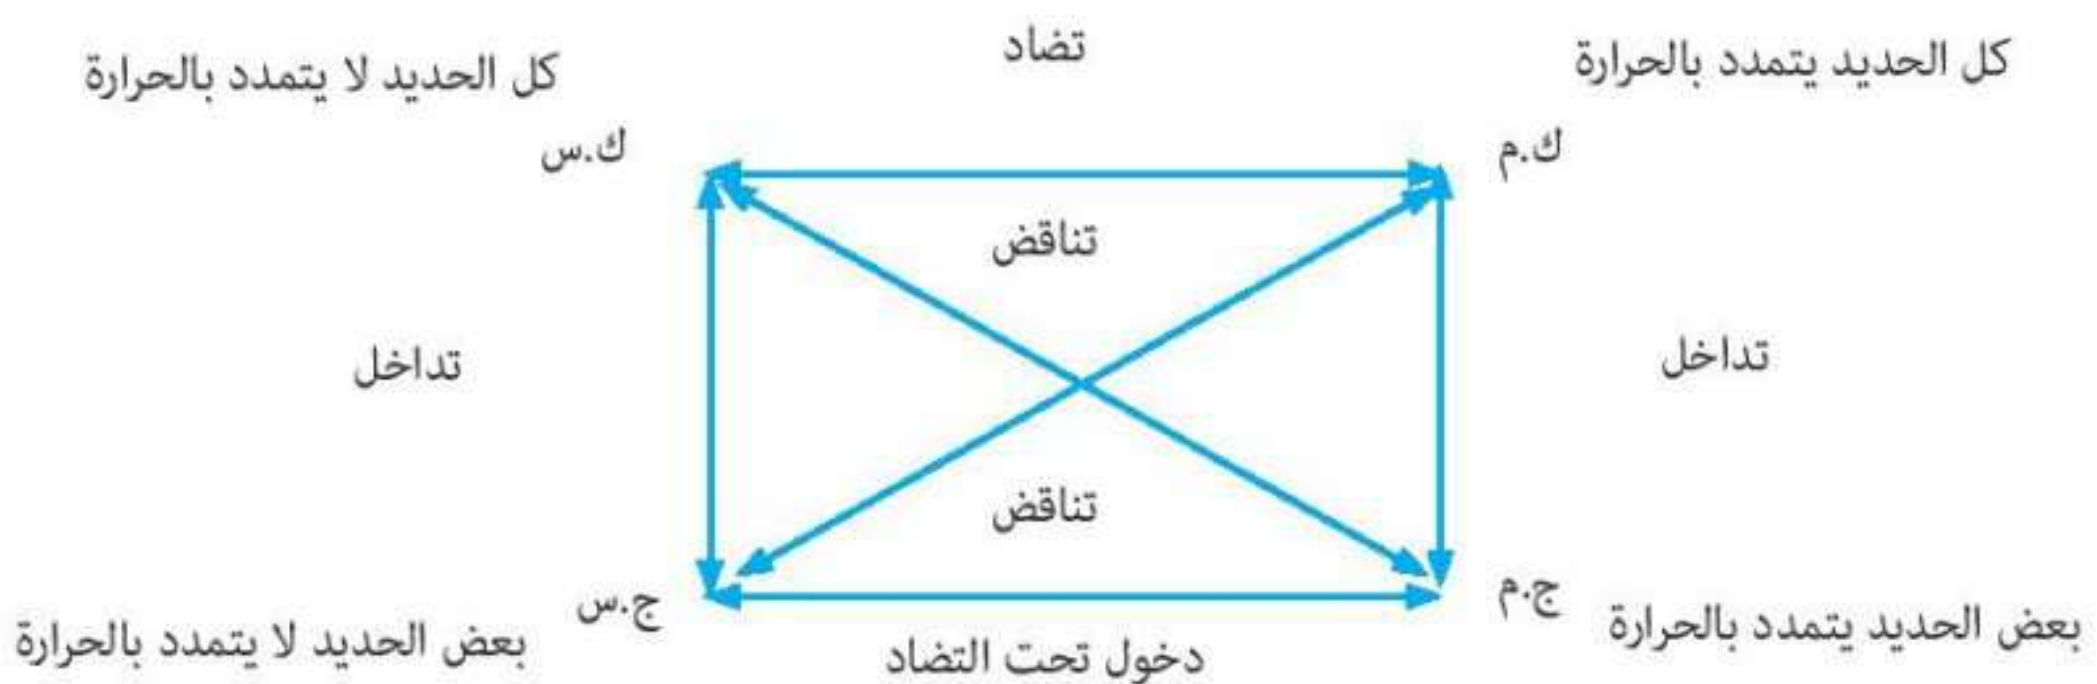 تضاد
كل الحديد يتمدد بالحرارة
كل الحديد لا يتمدد بالحرارة
ك.م
ك.س
تناقض
تداخل
تداخل
تناقض
ج.م
ج.س
بعض الحديد يتمدد بالحرارة
بعض الحديد لا يتمدد بالحرارة
دخول تحت التضاد